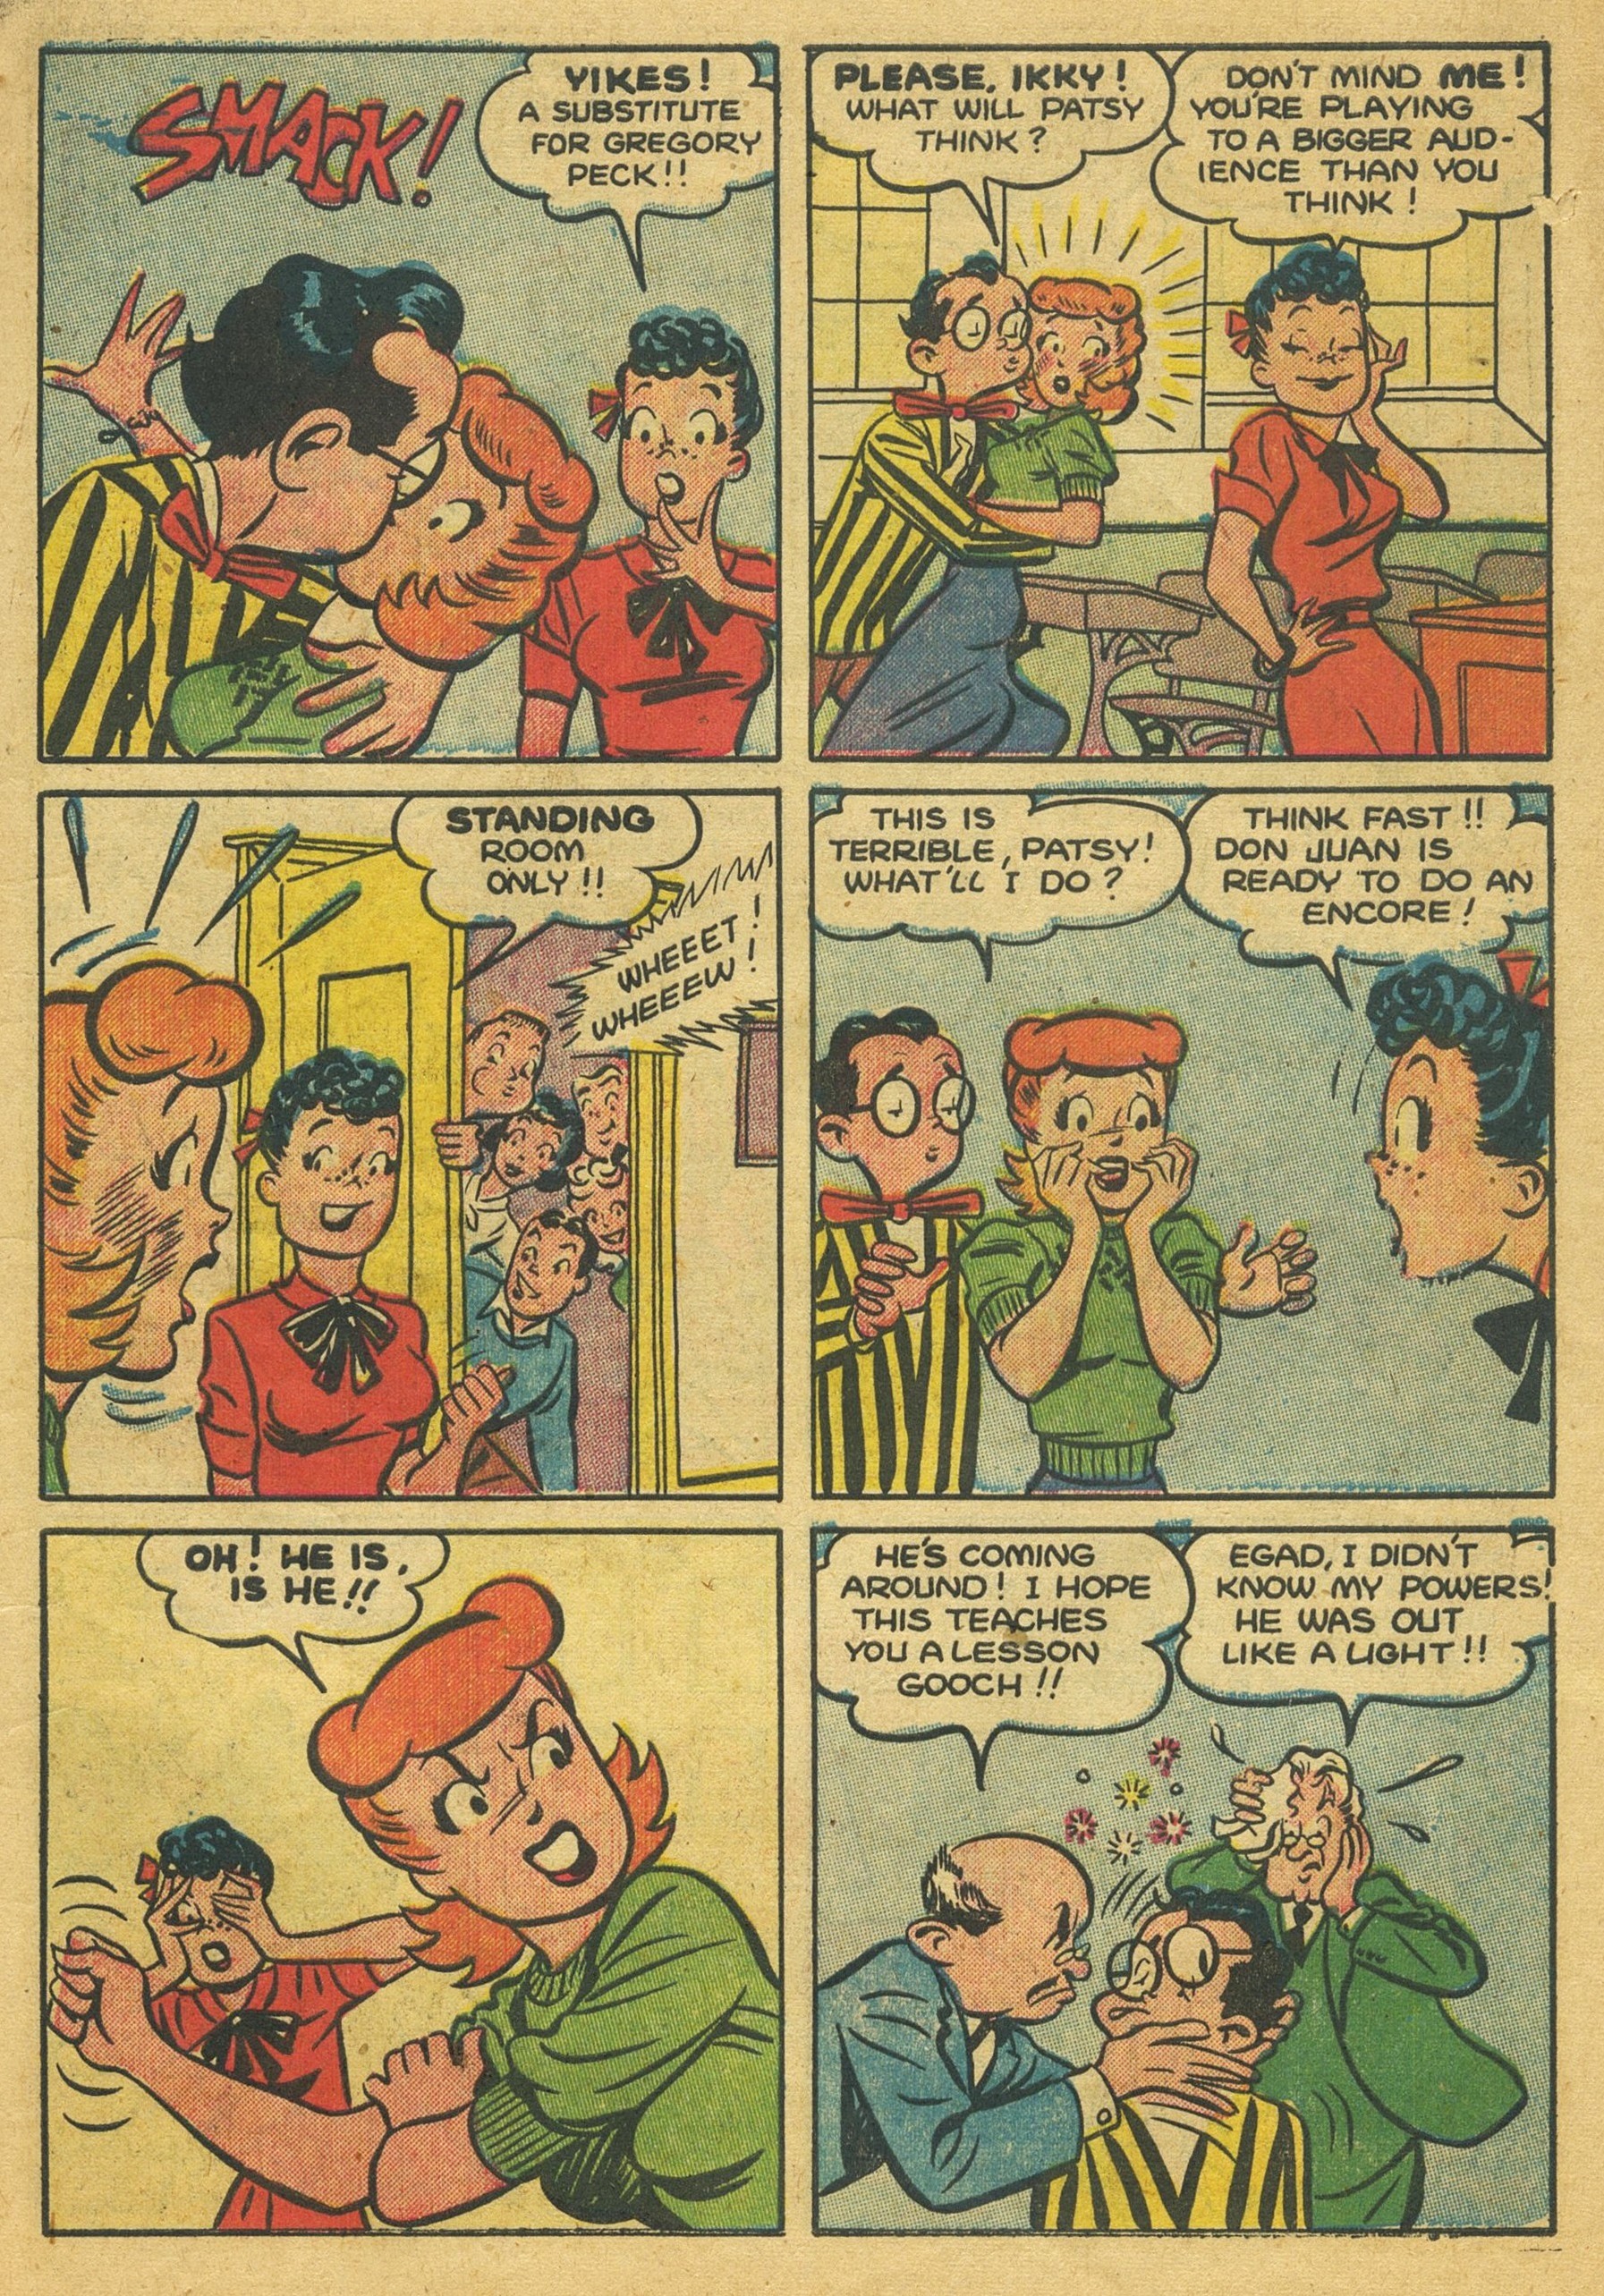 SMACK!
YIKES!
A SUBSTITUTE
FOR GREGORY
PECK!!
PLEASE, IKKY!
WHAT WILL PATSY
THINK?
DON'T MIND ME!
YOU'RE PLAYING
TO A BIGGER AUD-
IENCE THAN YOU
THINK!
STANDING
ROOM
ONLY!!
WHEEET!
WHEEEW!
THIS IS
TERRIBLE, PATSY!
WHAT'LL I DO?
THINK FAST!!
DON JUAN IS
READY TO DO AN
ENCORE!
OH! HE IS,
IS HE!!
HE'S COMING
AROUND! I HOPE
THIS TEACHES
YOU A LESSON
GOOCH!!
EGAD, I DIDN'T
KNOW MY POWERS!
HE WAS OUT
LIKE A LIGHT!!